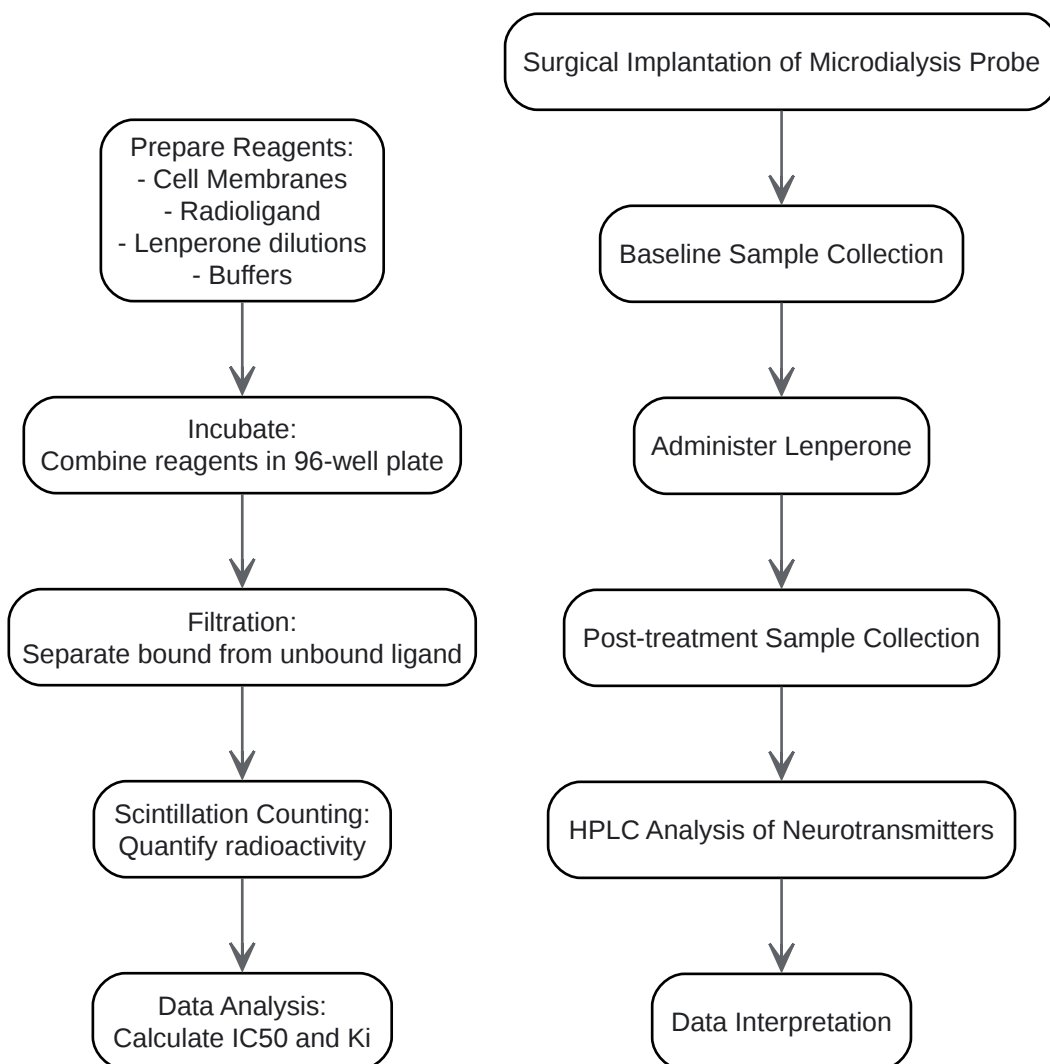 Prepare Reagents:
- Cell Membranes
- Radioligand
- Lenperone dilutions
- Buffers
Incubate:
Combine reagents in 96-well plate
Filtration:
Separate bound from unbound ligand
Scintillation Counting:
Quantify radioactivity
Data Analysis:
Calculate IC50 and Ki
Surgical Implantation of Microdialysis Probe
Baseline Sample Collection
Administer Lenperone
Post-treatment Sample Collection
HPLC Analysis of Neurotransmitters
Data Interpretation